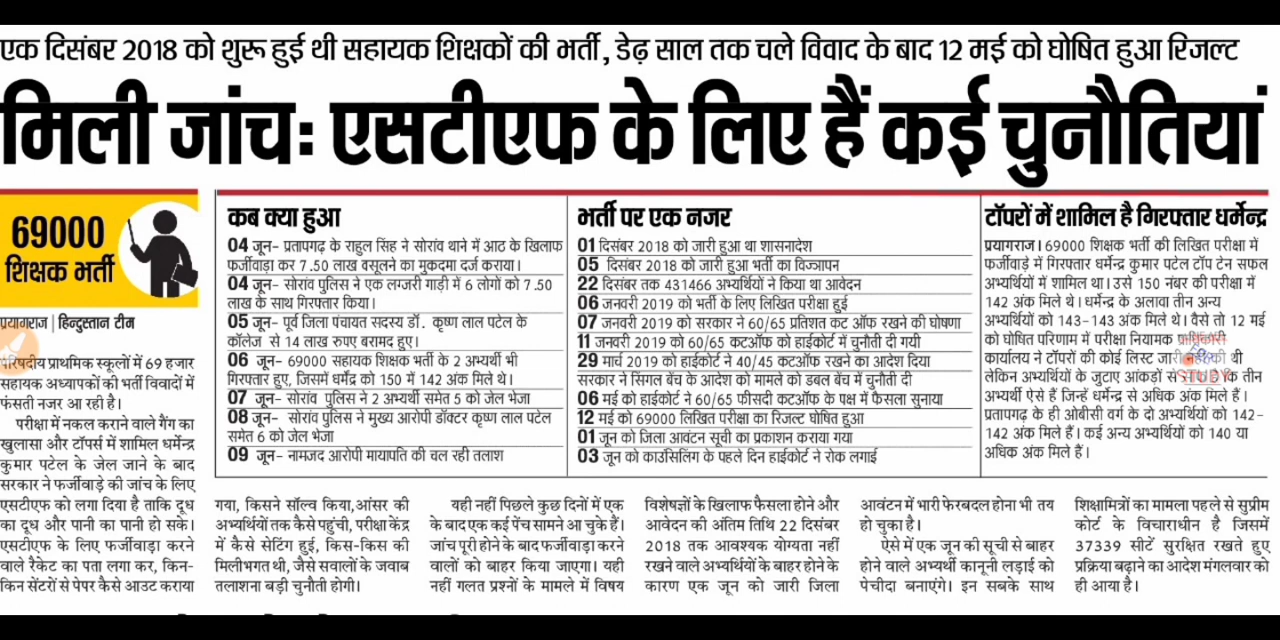 एक दिसंबर 2018 को शुरू हुई थी सहायक शिक्षकों की भर्ती, डेढ़ साल तक चले विवाद के बाद 12 मई को घोषित हुआ रिजल्ट
मिली जांच: एसटीएफ के लिए हैं कई चुनौतियां
69000
शिक्षक भर्ती
प्रयागराज | हिन्दुस्तान टीम
परिषदीय प्राथमिक स्कूलों में 69 हजार
सहायक अध्यापकों की भर्ती विवादों में
फंसती नजर आ रही है।
परीक्षा में नकल कराने वाले गैंग का
खुलासा और टॉपर्स में शामिल धर्मेन्द्र
कुमार पटेल के जेल जाने के बाद
सरकार ने फर्जीवाड़े की जांच के लिए
एसटीएफ को लगा दिया है ताकि दूध
का दूध और पानी का पानी हो सके।
एसटीएफ के लिए फर्जीवाड़ा करने
वाले रैकेट का पता लगा कर, किन-
किन सेंटरों से पेपर कैसे आउट कराया
कब क्या हुआ
04 जून- प्रतापगढ़ के राहुल सिंह ने सोरांव थाने में आठ के खिलाफ
फर्जीवाड़ा कर 7.50 लाख वसूलने का मुकदमा दर्ज कराया।
04 जून- सोरांव पुलिस ने एक लग्जरी गाड़ी में 6 लोगों को 7.50
लाख के साथ गिरफ्तार किया।
05 जून- पूर्व जिला पंचायत सदस्य डॉ. कृष्ण लाल पटेल के
कॉलेज से 14 लाख रुपए बरामद हुए।
06 जून- 69000 सहायक शिक्षक भर्ती के 2 अभ्यर्थी भी
गिरफ्तार हुए, जिसमें धर्मेंद्र को 150 में 142 अंक मिले थे।
07 जून- सोरांव पुलिस ने 2 अभ्यर्थी समेत 5 को जेल भेजा
08 जून- सोरांव पुलिस ने मुख्य आरोपी डॉक्टर कृष्ण लाल पटेल
समेत 6 को जेल भेजा
09 जून- नामजद आरोपी मायापति की चल रही तलाश
भर्ती पर एक नजर
01 दिसंबर 2018 को जारी हुआ था शासनादेश
05 दिसंबर 2018 को जारी हुआ भर्ती का विज्ञापन
22 दिसंबर तक 431466 अभ्यर्थियों ने किया था आवेदन
06 जनवरी 2019 को भर्ती के लिए लिखित परीक्षा हुई
07 जनवरी 2019 को सरकार ने 60/65 प्रतिशत कट ऑफ रखने की घोषणा
11 जनवरी 2019 को 60/65 कटऑफ को हाईकोर्ट में चुनौती दी गयी
29 मार्च 2019 को हाईकोर्ट ने 40/45 कटऑफ रखने का आदेश दिया
सरकार ने सिंगल बेंच के आदेश को मामले को डबल बेंच में चुनौती दी
06 मई को हाईकोर्ट ने 60/65 फीसदी कटऑफ के पक्ष में फैसला सुनाया
12 मई को 69000 लिखित परीक्षा का रिजल्ट घोषित हुआ
01 जून को जिला आवंटन सूची का प्रकाशन कराया गया
03 जून को काउंसिलिंग के पहले दिन हाईकोर्ट ने रोक लगाई
टॉपरों में शामिल है गिरफ्तार धर्मेन्द्र
प्रयागराज। 69000 शिक्षक भर्ती की लिखित परीक्षा में
फर्जीवाड़े में गिरफ्तार धर्मेन्द्र कुमार पटेल टॉप टेन सफल
अभ्यर्थियों में शामिल था। उसे 150 नंबर की परीक्षा में
142 अंक मिले थे। धर्मेन्द्र के अलावा तीन अन्य
अभ्यर्थियों को 143-143 अंक मिले थे। वैसे तो 12 मई
को घोषित परिणाम में परीक्षा नियामक प्राधिकारी
कार्यालय ने टॉपरों की कोई लिस्ट जारी की थी
लेकिन अभ्यर्थियों के जुटाए आंकड़ों से कि तीन
अभ्यर्थी ऐसे हैं जिन्हें धर्मेन्द्र से अधिक अंक मिले हैं।
प्रतापगढ़ के ही ओबीसी वर्ग के दो अभ्यर्थियों को 142-
142 अंक मिले हैं। कई अन्य अभ्यर्थियों को 140 या
अधिक अंक मिले हैं।
STUDY
गया, किसने सॉल्व किया,आंसर की
अभ्यर्थियों तक कैसे पहुंची, परीक्षा केंद्र
में कैसे सेटिंग हुई, किस-किस की
मिलीभगत थी, जैसे सवालों के जवाब
तलाशना बड़ी चुनौती होगी।
यही नहीं पिछले कुछ दिनों में एक
के बाद एक कई पेंच सामने आ चुके हैं।
जांच पूरी होने के बाद फर्जीवाड़ा करने
वालों को बाहर किया जाएगा। यही
नहीं गलत प्रश्नों के मामले में विषय
विशेषज्ञों के खिलाफ फैसला होने और
आवेदन की अंतिम तिथि 22 दिसंबर
2018 तक आवश्यक योग्यता नहीं
रखने वाले अभ्यर्थियों के बाहर होने के
कारण एक जून को जारी जिला
आवंटन में भारी फेरबदल होना भी तय
हो चुका है।
ऐसे में एक जून की सूची से बाहर
होने वाले अभ्यर्थी कानूनी लड़ाई को
पेचीदा बनाएंगे। इन सबके साथ
शिक्षामित्रों का मामला पहले से सुप्रीम
कोर्ट के विचाराधीन है जिसमें
37339 सीटें सुरक्षित रखते हुए
प्रक्रिया बढ़ाने का आदेश मंगलवार को
ही आया है।